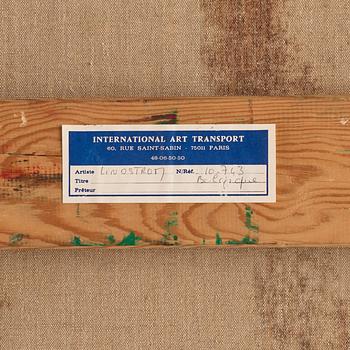 INTERNATIONAL ART TRANSPORT
60, RUE SAINT-SABIN - 75011 PARIS
48-06-50-50
Artiste LINDSTROM N/Réf. 10.743
Titre Belgique
Prêteur